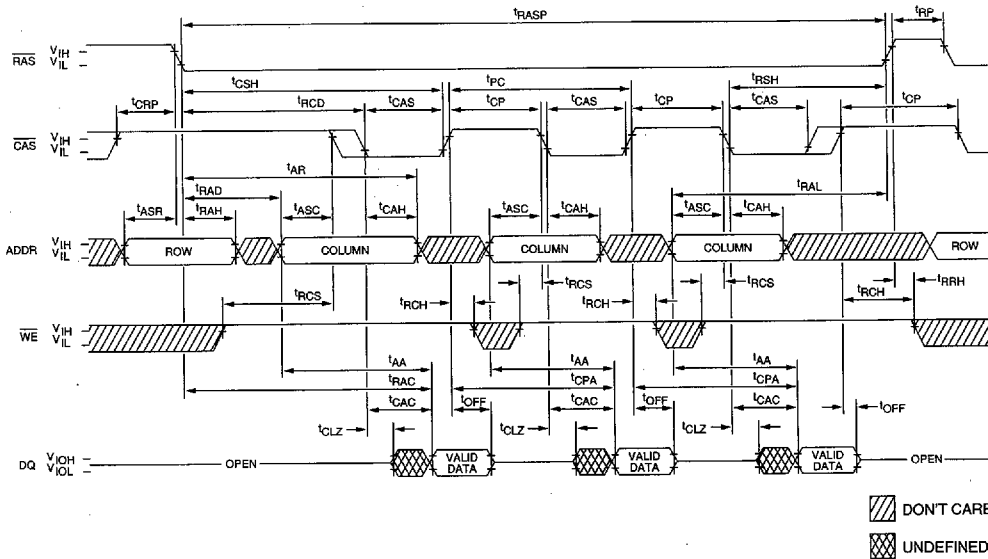 tRASP tRP
RAS VIH
VIL
tCSH tPC tRSH
tCRP tRCD tCAS tCP tCAS tCP tCAS tCP
CAS VIH
VIL
tAR
tRAD tRAL
tASR tRAH tASC tCAH tASC tCAH tASC tCAH
ADDR VIH
VIL
ROW COLUMN COLUMN COLUMN ROW
tRCS tRCH tRCS tRCH tRCS tRCH tRRH
WE VIH
VIL
tAA tAA tAA
tRAC tCPA tCPA
tCAC tOFF tCAC tOFF tCAC tOFF
tCLZ tCLZ tCLZ
DQ VIOH
VIOL
OPEN VALID DATA VALID DATA VALID DATA OPEN
DON'T CARE
UNDEFINED